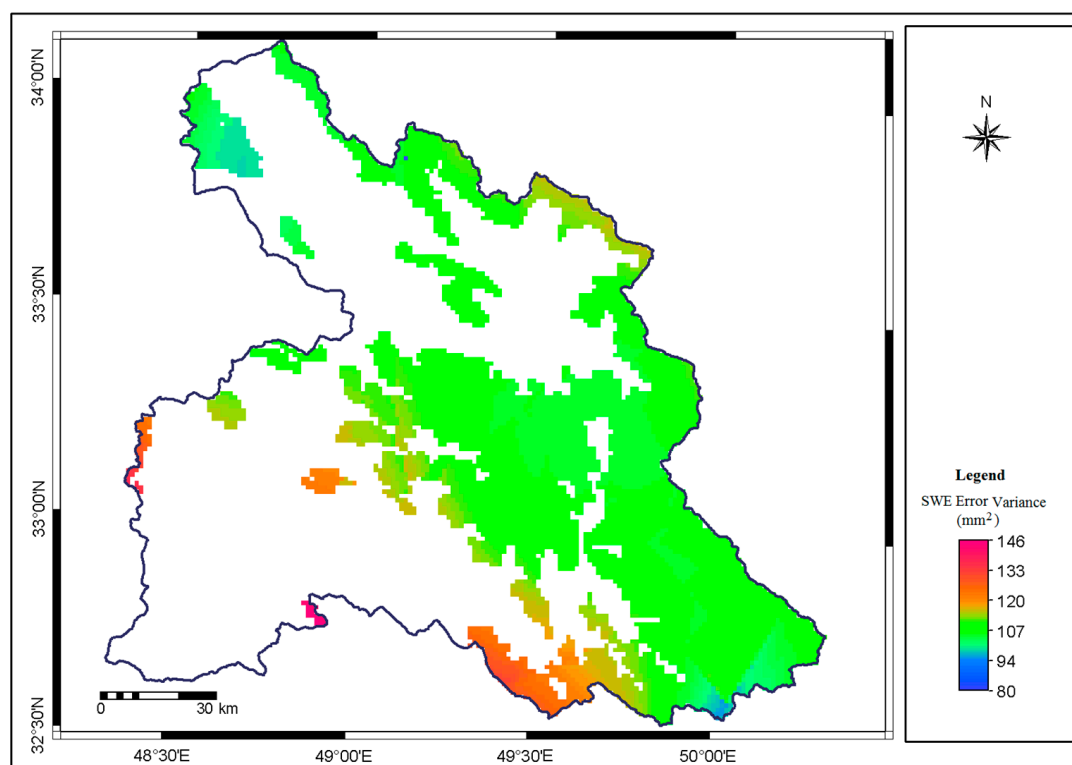 34°00'N
33°30'N
33°00'N
32°30'N
0 30 km
48°30'E 49°00'E 49°30'E 50°00'E
N
Legend
SWE Error Variance
(mm²)
146
133
120
107
94
80